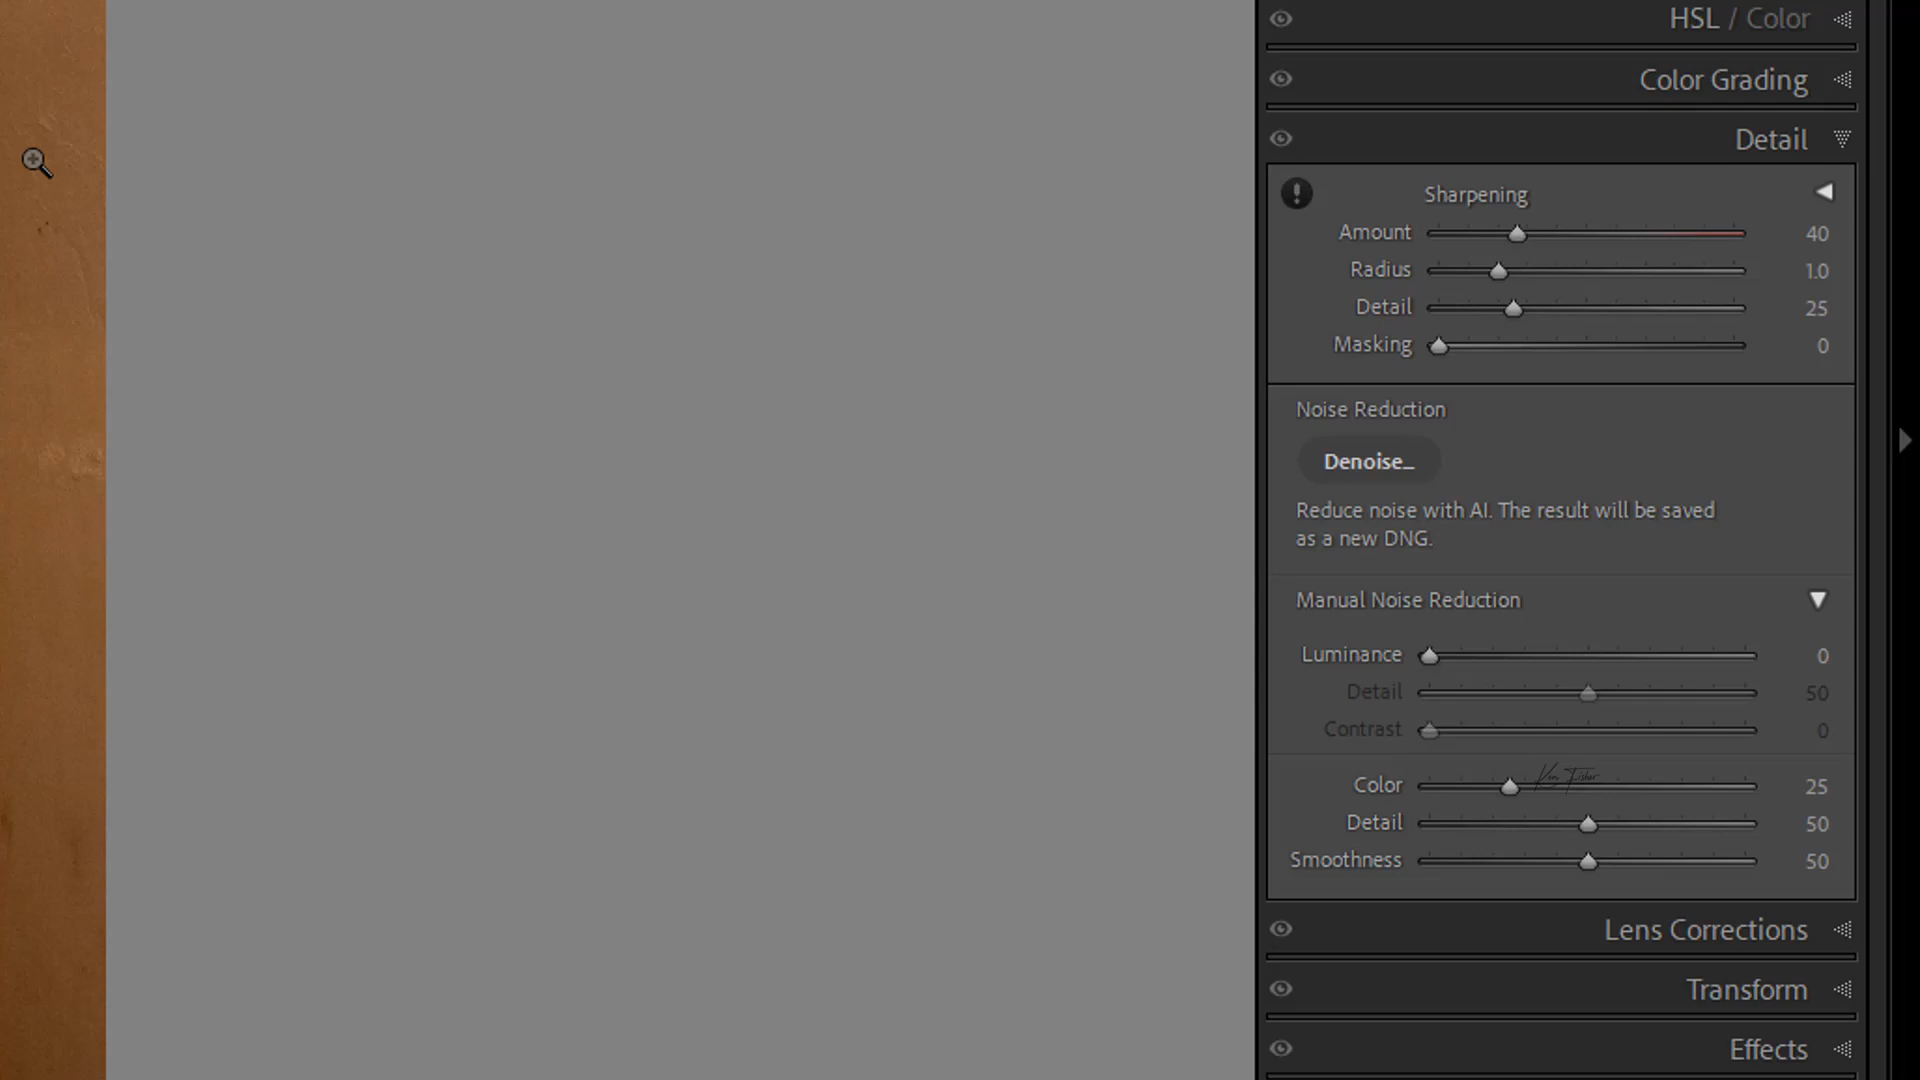 HSL / Color
Color Grading
Detail
Sharpening
Amount 40
Radius 1.0
Detail 25
Masking 0
Noise Reduction
Denoise...
Reduce noise with AI. The result will be saved
as a new DNG.
Manual Noise Reduction
Luminance 0
Detail 50
Contrast 0
Ken Fisher
Color 25
Detail 50
Smoothness 50
Lens Corrections
Transform
Effects